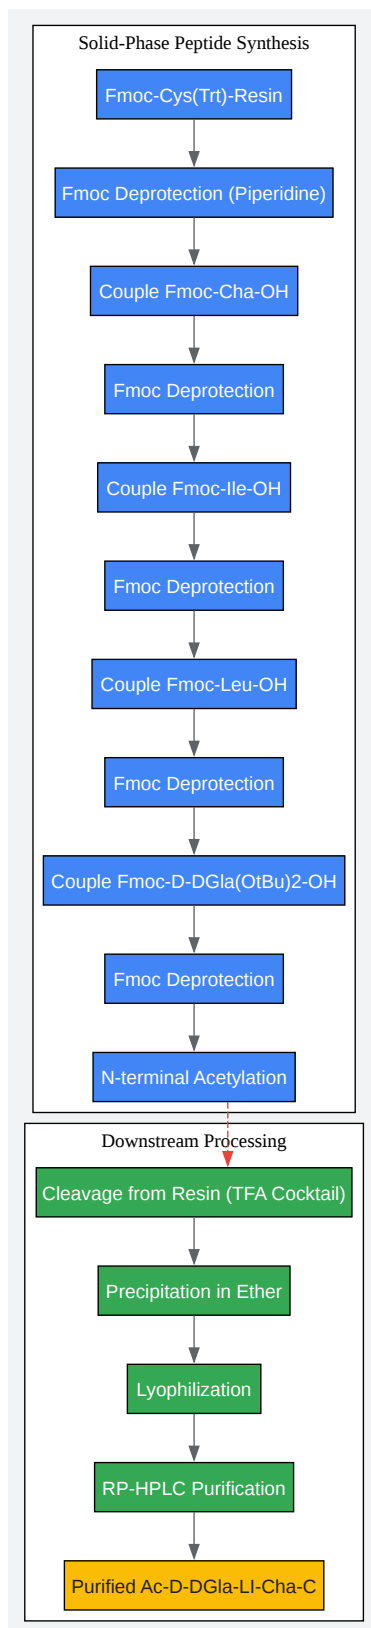 Solid-Phase Peptide Synthesis
Fmoc-Cys(Trt)-Resin
Fmoc Deprotection (Piperidine)
Couple Fmoc-Cha-OH
Fmoc Deprotection
Couple Fmoc-Ile-OH
Fmoc Deprotection
Couple Fmoc-Leu-OH
Fmoc Deprotection
Couple Fmoc-D-DGla(OtBu)2-OH
Fmoc Deprotection
N-terminal Acetylation
Downstream Processing
Cleavage from Resin (TFA Cocktail)
Precipitation in Ether
Lyophilization
RP-HPLC Purification
Purified Ac-D-DGla-LI-Cha-C